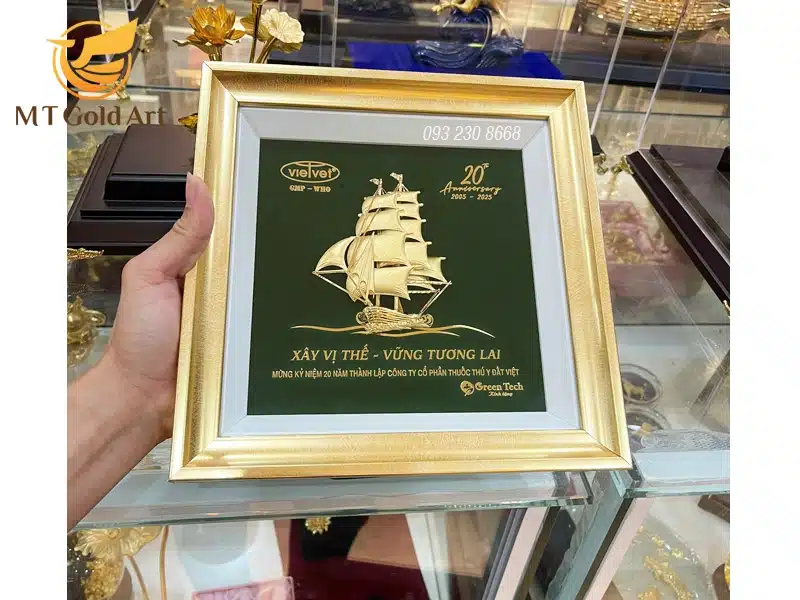 MT Gold Art
093 230 8668
vietvet
GMP - WHO
20th
Anniversary
2005 - 2025
XÂY VỊ THẾ - VỮNG TƯƠNG LAI
MỪNG KỶ NIỆM 20 NĂM THÀNH LẬP CÔNG TY CỔ PHẦN THUỐC THÚ Y ĐẤT VIỆT
Green Tech
Kính tặng